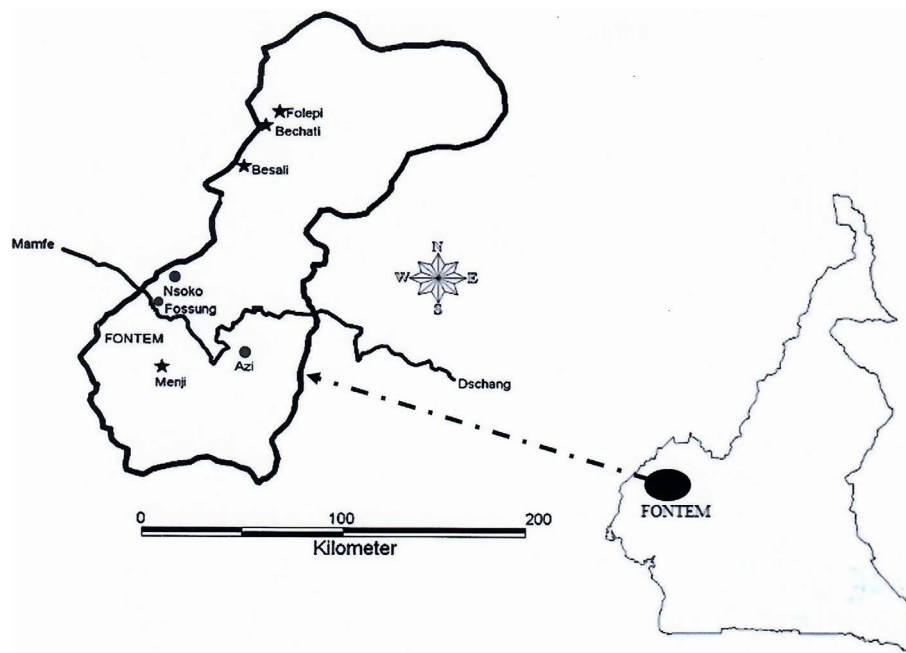 Folepi
Bechati
Besali
Mamfe
N
W E
S
Nsoko
Fossung
FONTEM
Azi
Menji
Dschang
0 100 200
Kilometer
FONTEM